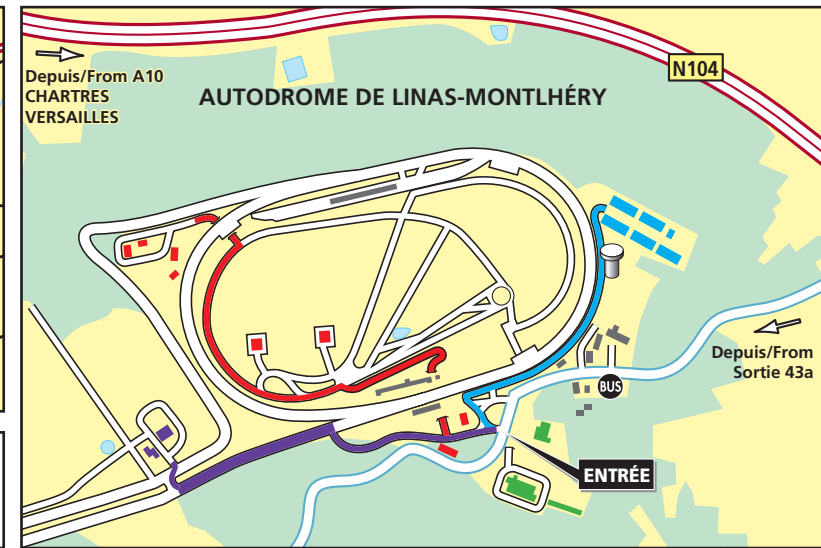 Depuis/From A10
CHARTRES
VERSAILLES
AUTODROME DE LINAS-MONTLHÉRY
N104
Depuis/From
Sortie 43a
BUS
ENTRÉE